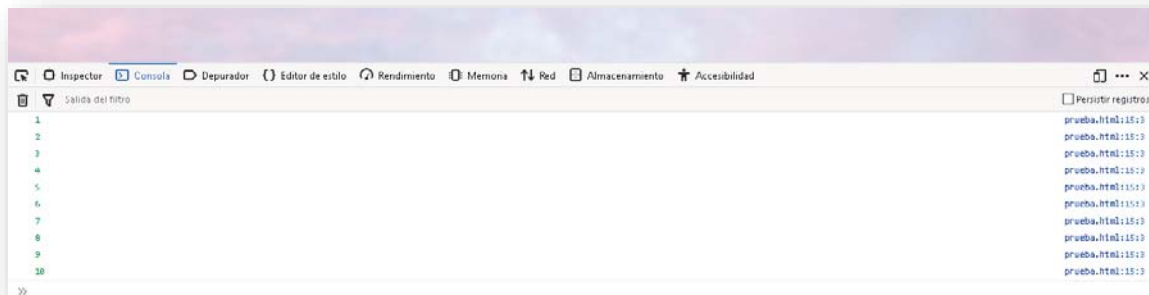 Inspector Consola Depurador {} Editor de estilo Rendimiento Memoria Red Almacenamiento Accesibilidad
Salida del filtro Persistir registros
1 prueba.html:15:3
2 prueba.html:15:3
3 prueba.html:15:3
4 prueba.html:15:3
5 prueba.html:15:3
6 prueba.html:15:3
7 prueba.html:15:3
8 prueba.html:15:3
9 prueba.html:15:3
10 prueba.html:15:3